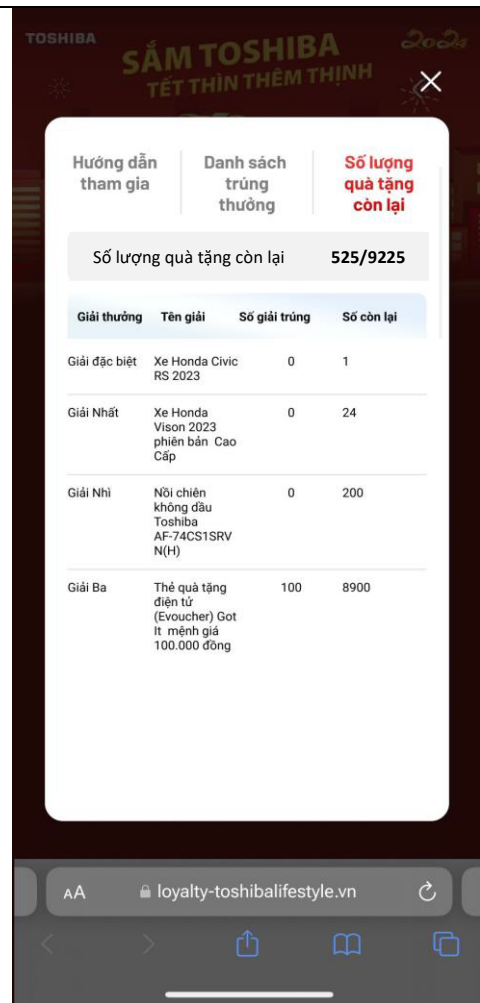 TOSHIBA
2024
SẮM TOSHIBA
TẾT THÌN THÊM THỊNH
Hướng dẫn
tham gia
Danh sách
trúng
thưởng
Số lượng
quà tặng
còn lại
Số lượng quà tặng còn lại 525/9225
Giải thưởng Tên giải Số giải trúng Số còn lại
Giải đặc biệt Xe Honda Civic 0 1
RS 2023
Giải Nhất Xe Honda 0 24
Vison 2023
phiên bản Cao
Cấp
Giải Nhì Nồi chiên 0 200
không dầu
Toshiba
AF-74CS1SRV
N(H)
Giải Ba Thẻ quà tặng 100 8900
điện tử
(Evoucher) Got
It mệnh giá
100.000 đồng
AA loyalty-toshibalifestyle.vn